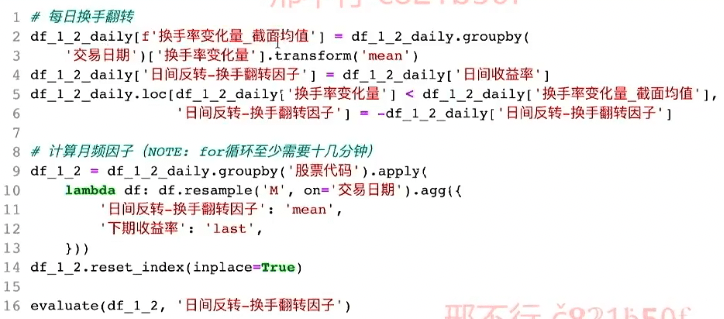 1 # 每日换手翻转
2 df_1_2_daily[f'换手率变化量_截面均值'] = df_1_2_daily.groupby(
3     '交易日期')['换手率变化量'].transform('mean')
4 df_1_2_daily['日间反转-换手翻转因子'] = df_1_2_daily['日间收益率']
5 df_1_2_daily.loc[df_1_2_daily['换手率变化量'] < df_1_2_daily['换手率变化量_截面均值'],
6                  '日间反转-换手翻转因子'] = -df_1_2_daily['日间反转-换手翻转因子']
7
8 # 计算月频因子（NOTE: for循环至少需要十几分钟）
9 df_1_2 = df_1_2_daily.groupby('股票代码').apply(
10     lambda df: df.resample('M', on='交易日期').agg({
11         '日间反转-换手翻转因子': 'mean',
12         '下期收益率': 'last',
13     }))
14 df_1_2.reset_index(inplace=True)
15
16 evaluate(df_1_2, '日间反转-换手翻转因子')